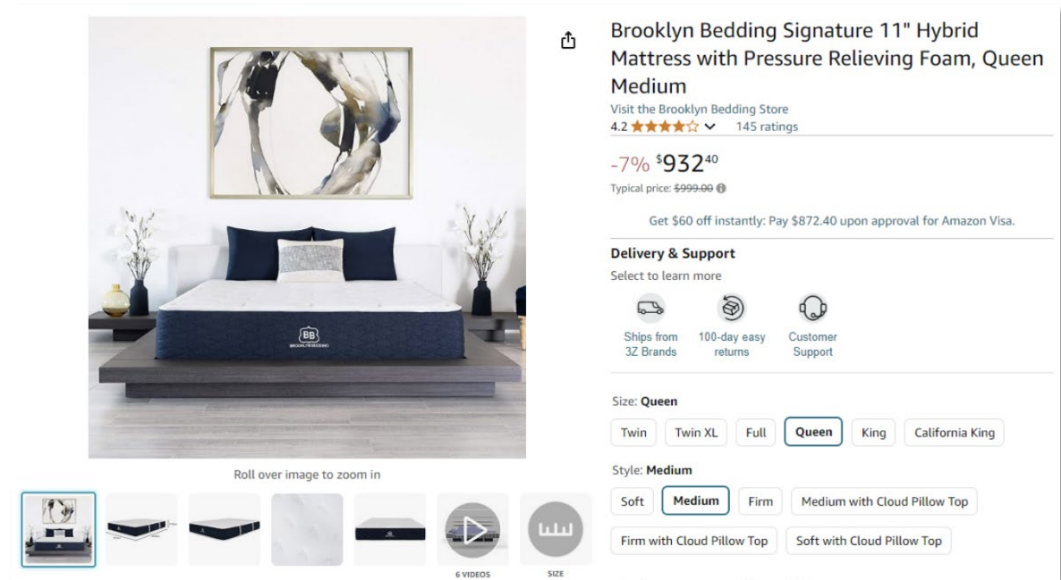 Brooklyn Bedding Signature 11" Hybrid
Mattress with Pressure Relieving Foam, Queen
Medium
Visit the Brooklyn Bedding Store
4.2 145 ratings
-7% $932 40
Typical price: $999.00
Get $60 off instantly: Pay $872.40 upon approval for Amazon Visa.
Delivery & Support
Select to learn more
Ships from
3Z Brands
100-day easy
returns
Customer
Support
Size: Queen
Twin Twin XL Full Queen King California King
Style: Medium
Soft Medium Firm Medium with Cloud Pillow Top
Firm with Cloud Pillow Top Soft with Cloud Pillow Top
BB
BROOKLYN BEDDING
Roll over image to zoom in
6 VIDEOS
SIZE